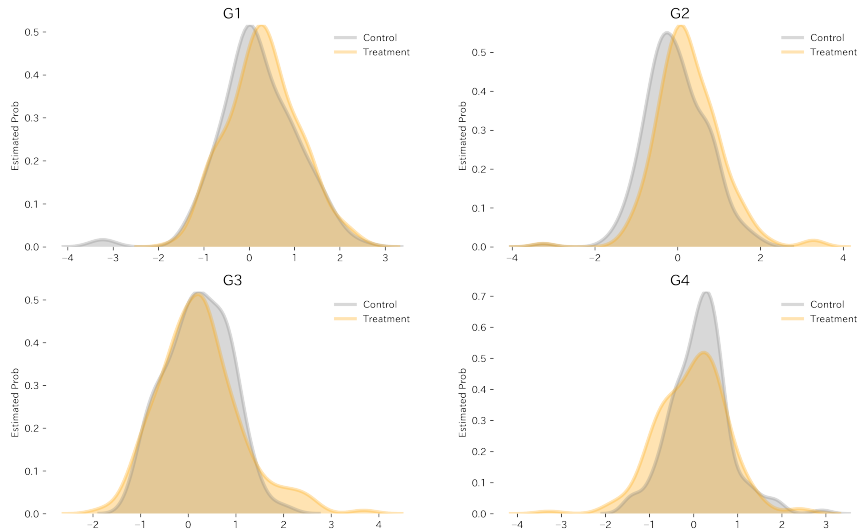 G1
Control
Treatment
Estimated Prob
0.5
0.4
0.3
0.2
0.1
0.0
−4 −3 −2 −1 0 1 2 3
G2
Control
Treatment
Estimated Prob
0.5
0.4
0.3
0.2
0.1
0.0
−4 −2 0 2 4
G3
Control
Treatment
Estimated Prob
0.5
0.4
0.3
0.2
0.1
0.0
−2 −1 0 1 2 3 4
G4
Control
Treatment
Estimated Prob
0.7
0.6
0.5
0.4
0.3
0.2
0.1
0.0
−4 −3 −2 −1 0 1 2 3